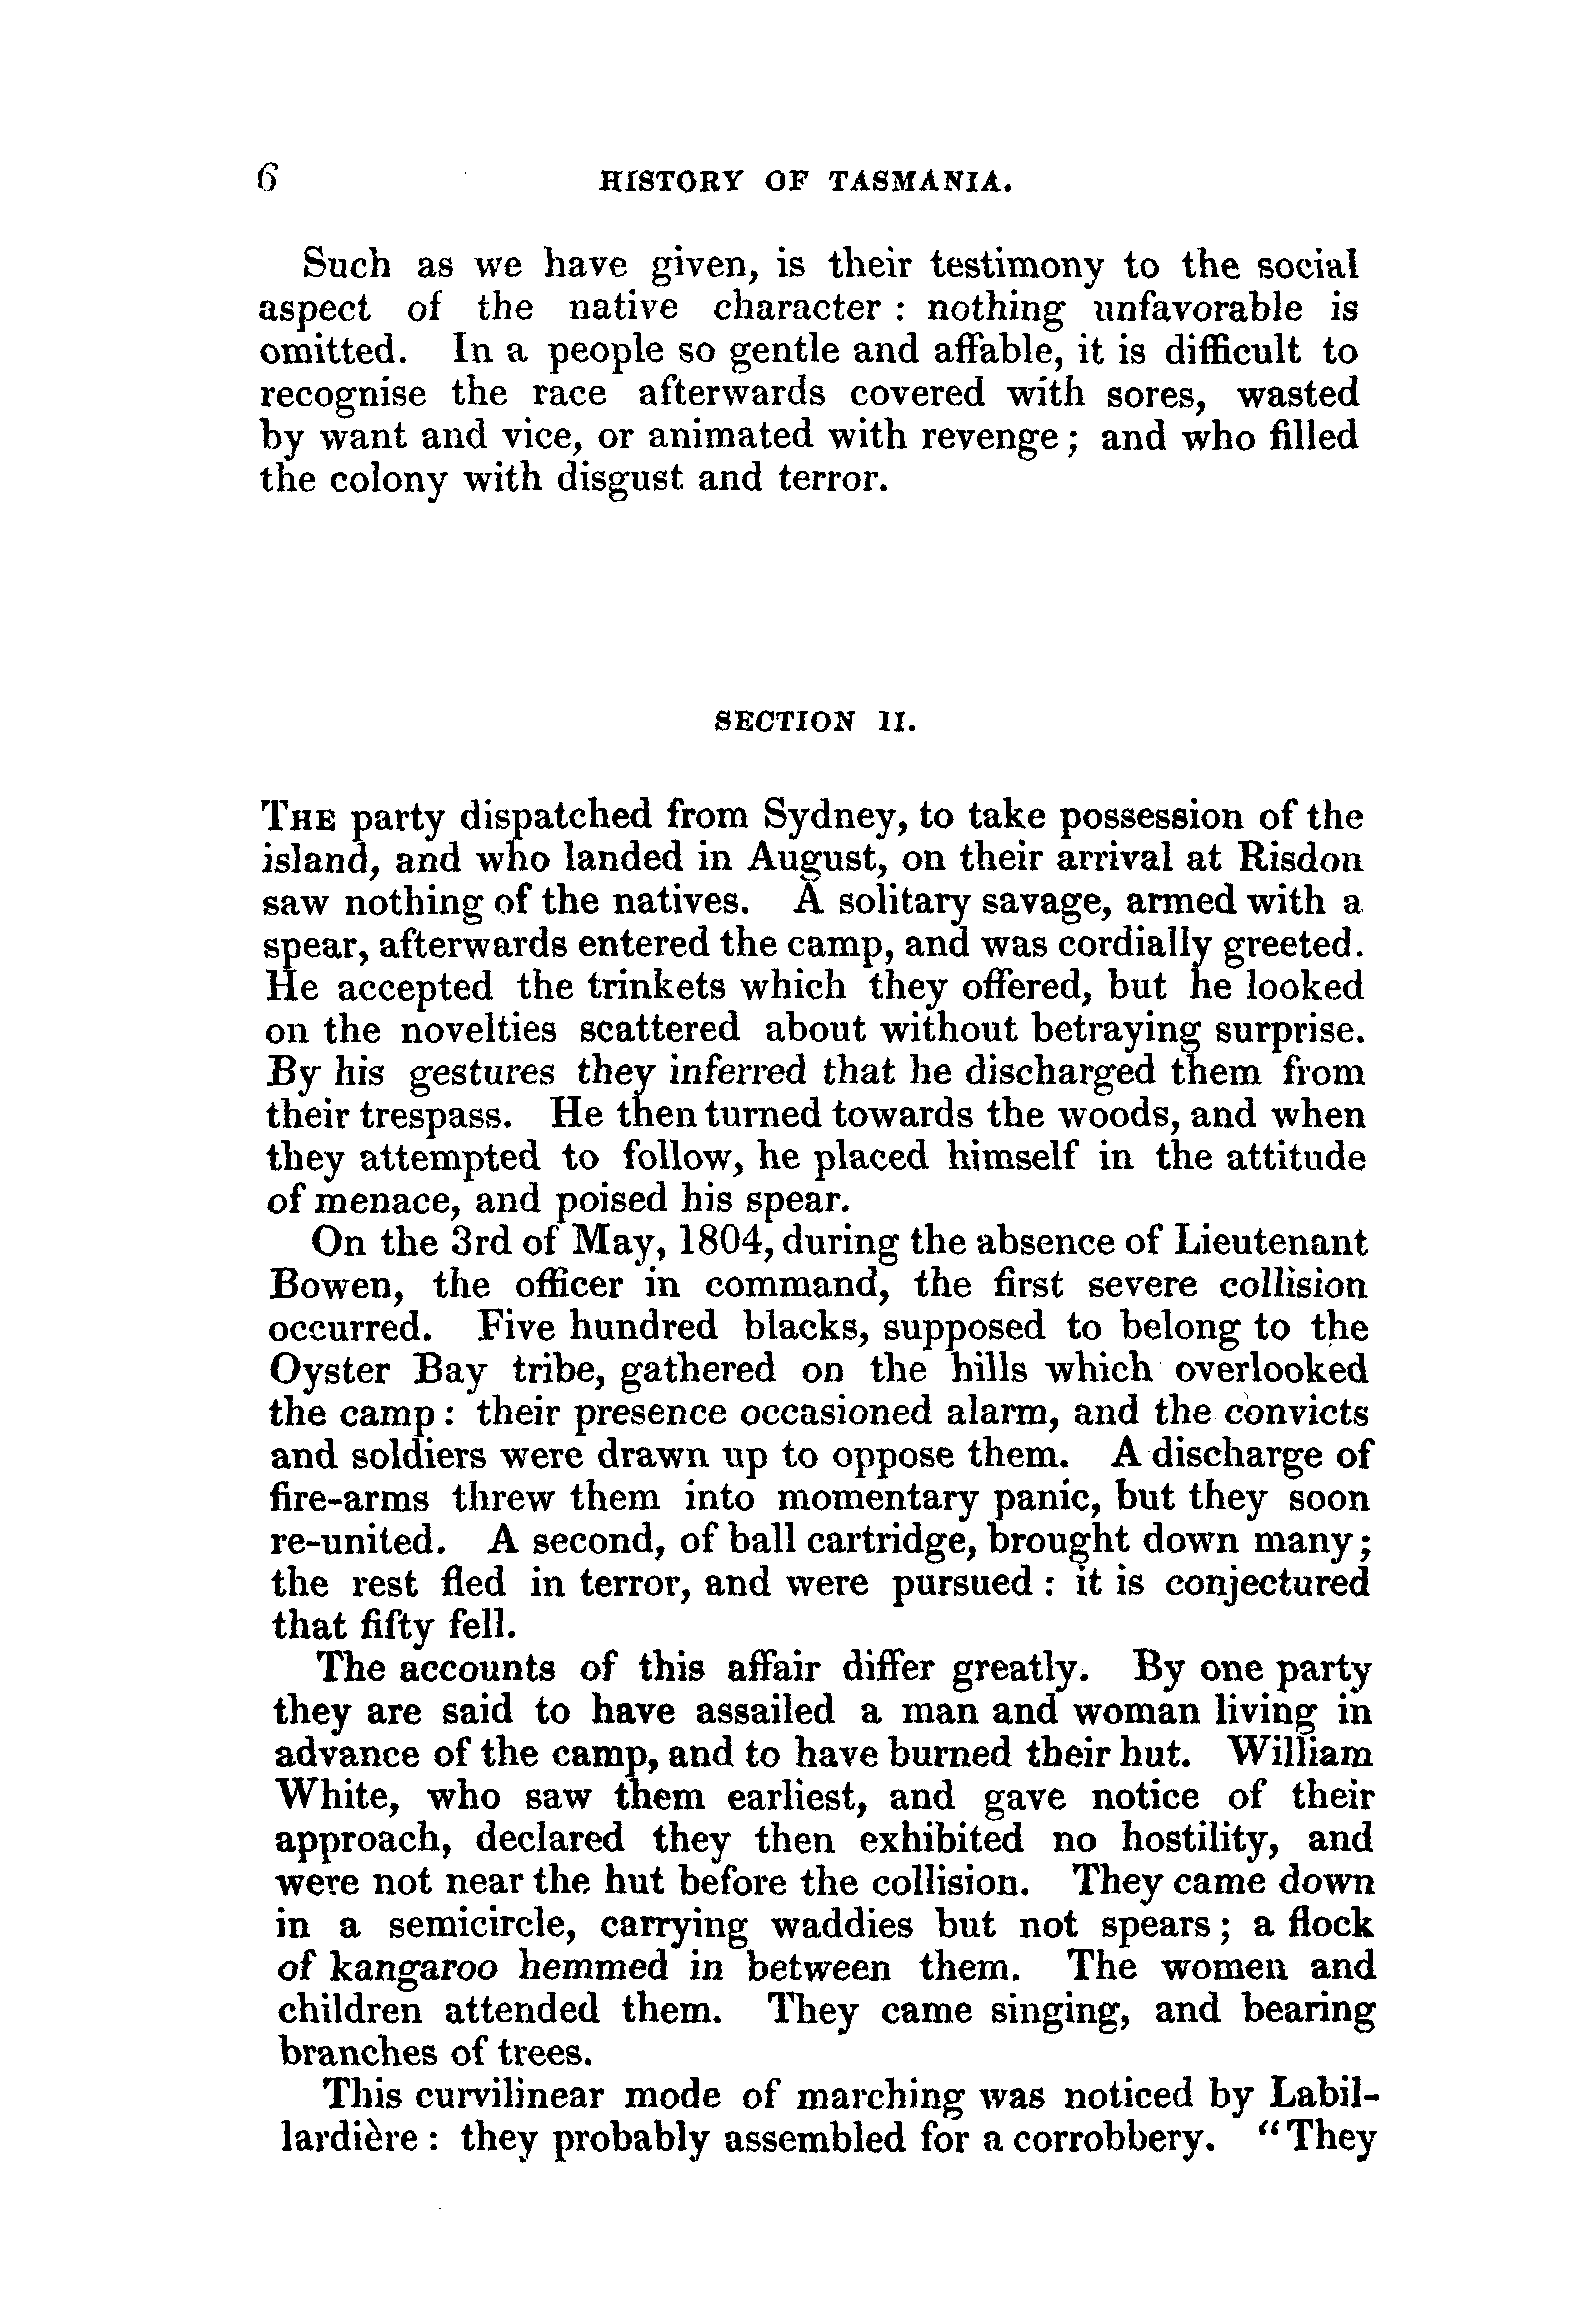 6 HISTORY OF TASMANIA.
Such as we have given, is their testimony to the social
aspect of the native character : nothing unfavorable is
omitted. In a people so gentle and affable, it is difficult to
recognise the race afterwards covered with sores, wasted
by want and vice, or animated with revenge ; and who filled
the colony with disgust and terror.
SECTION II.
THE party dispatched from Sydney, to take possession of the
island, and who landed in August, on their arrival at Risdon
saw nothing of the natives. A solitary savage, armed with a
spear, afterwards entered the camp, and was cordially greeted.
He accepted the trinkets which they offered, but he looked
on the novelties scattered about without betraying surprise.
By his gestures they inferred that he discharged them from
their trespass. He then turned towards the woods, and when
they attempted to follow, he placed himself in the attitude
of menace, and poised his spear.
On the 3rd of May, 1804, during the absence of Lieutenant
Bowen, the officer in command, the first severe collision
occurred. Five hundred blacks, supposed to belong to the
Oyster Bay tribe, gathered on the hills which overlooked
the camp : their presence occasioned alarm, and the convicts
and soldiers were drawn up to oppose them. A discharge of
fire-arms threw them into momentary panic, but they soon
re-united. A second, of ball cartridge, brought down many ;
the rest fled in terror, and were pursued : it is conjectured
that fifty fell.
The accounts of this affair differ greatly. By one party
they are said to have assailed a man and woman living in
advance of the camp, and to have burned their hut. William
White, who saw them earliest, and gave notice of their
approach, declared they then exhibited no hostility, and
were not near the hut before the collision. They came down
in a semicircle, carrying waddies but not spears ; a flock
of kangaroo hemmed in between them. The women and
children attended them. They came singing, and bearing
branches of trees.
This curvilinear mode of marching was noticed by Labil-
lardière : they probably assembled for a corrobbery. "They